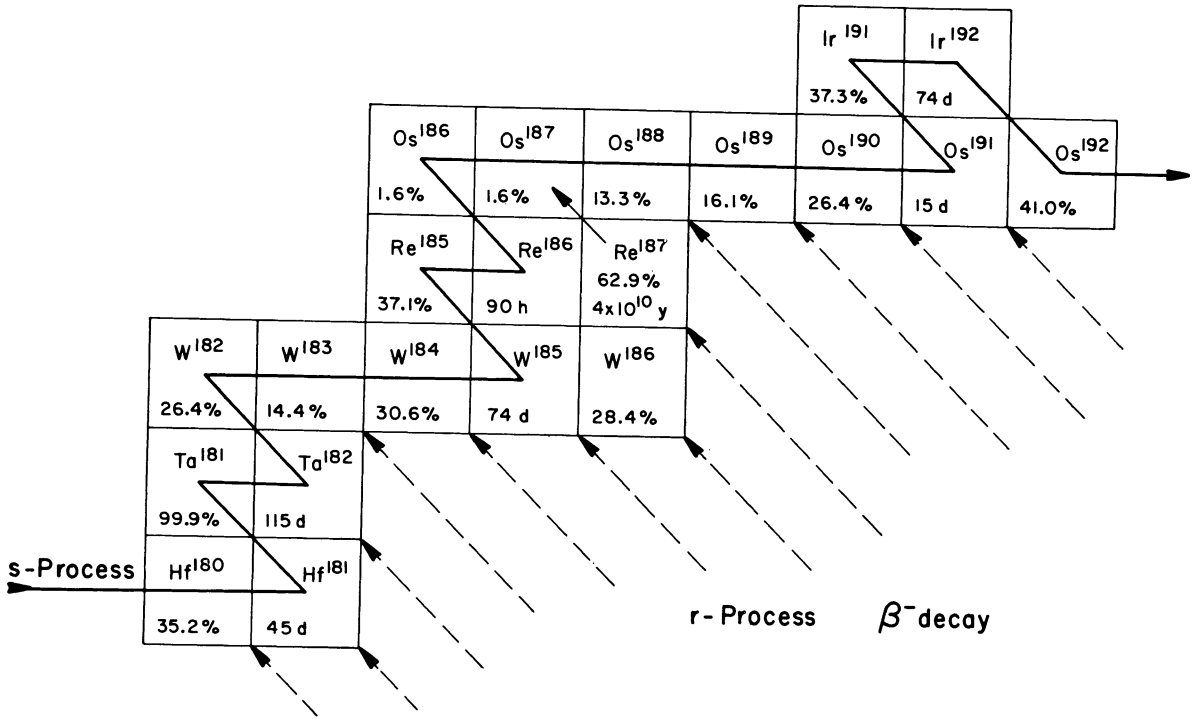 Ir¹⁹¹ Ir¹⁹²
37.3% 74 d
Os¹⁸⁶ Os¹⁸⁷ Os¹⁸⁸ Os¹⁸⁹ Os¹⁹⁰ Os¹⁹¹ Os¹⁹²
1.6% 1.6% 13.3% 16.1% 26.4% 15 d 41.0%
Re¹⁸⁵ Re¹⁸⁶ Re¹⁸⁷
62.9%
37.1% 90 h 4x10¹⁰ y
W¹⁸² W¹⁸³ W¹⁸⁴ W¹⁸⁵ W¹⁸⁶
26.4% 14.4% 30.6% 74 d 28.4%
Ta¹⁸¹ Ta¹⁸²
99.9% 115 d
s-Process Hf¹⁸⁰ Hf¹⁸¹
35.2% 45 d
r-Process β⁻decay